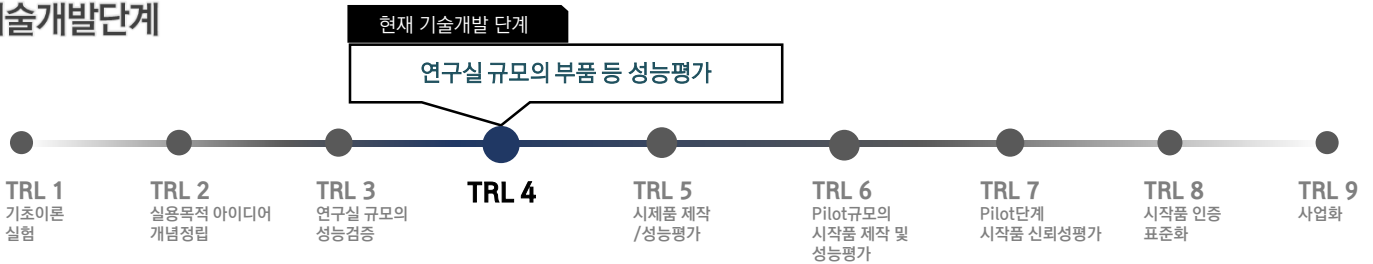 기술개발단계
현재 기술개발 단계
연구실 규모의 부품 등 성능평가
TRL 1
기초이론
실험
TRL 2
실용목적 아이디어
개념정립
TRL 3
연구실 규모의
성능검증
TRL 4
TRL 5
시제품 제작
/성능평가
TRL 6
Pilot규모의
시작품 제작 및
성능평가
TRL 7
Pilot단계
시작품 신뢰성평가
TRL 8
시작품 인증
표준화
TRL 9
사업화